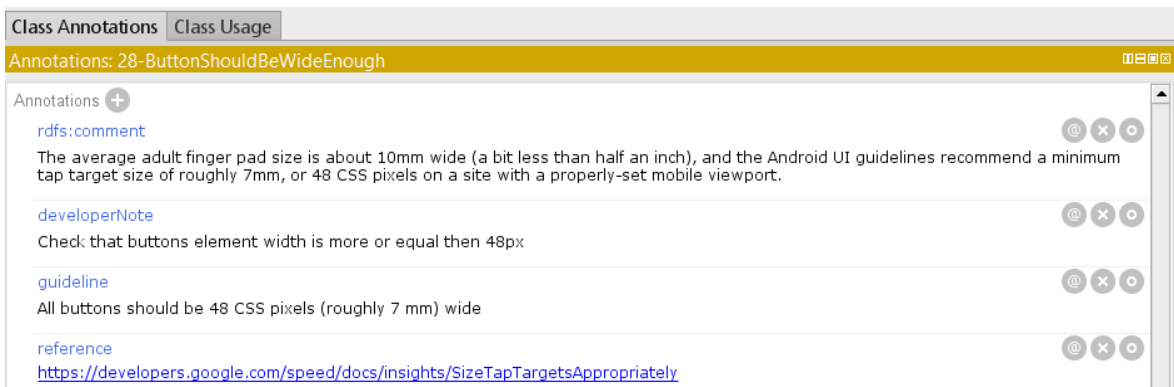 Class Annotations Class Usage
Annotations: 28-ButtonShouldBeWideEnough
Annotations
rdfs:comment
The average adult finger pad size is about 10mm wide (a bit less than half an inch), and the Android UI guidelines recommend a minimum
tap target size of roughly 7mm, or 48 CSS pixels on a site with a properly-set mobile viewport.
developerNote
Check that buttons element width is more or equal then 48px
guideline
All buttons should be 48 CSS pixels (roughly 7 mm) wide
reference
https://developers.google.com/speed/docs/insights/SizeTapTargetsAppropriately